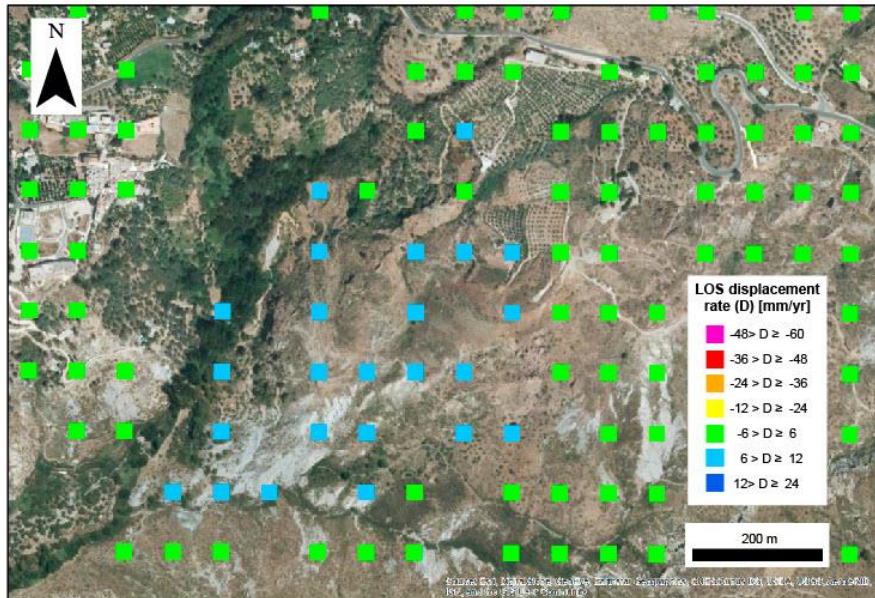 N
LOS displacement
rate (D) [mm/yr]
-48> D ≥ -60
-36 > D ≥ -48
-24 > D ≥ -36
-12 > D ≥ -24
-6 > D ≥ 6
6 > D ≥ 12
12> D ≥ 24
200 m